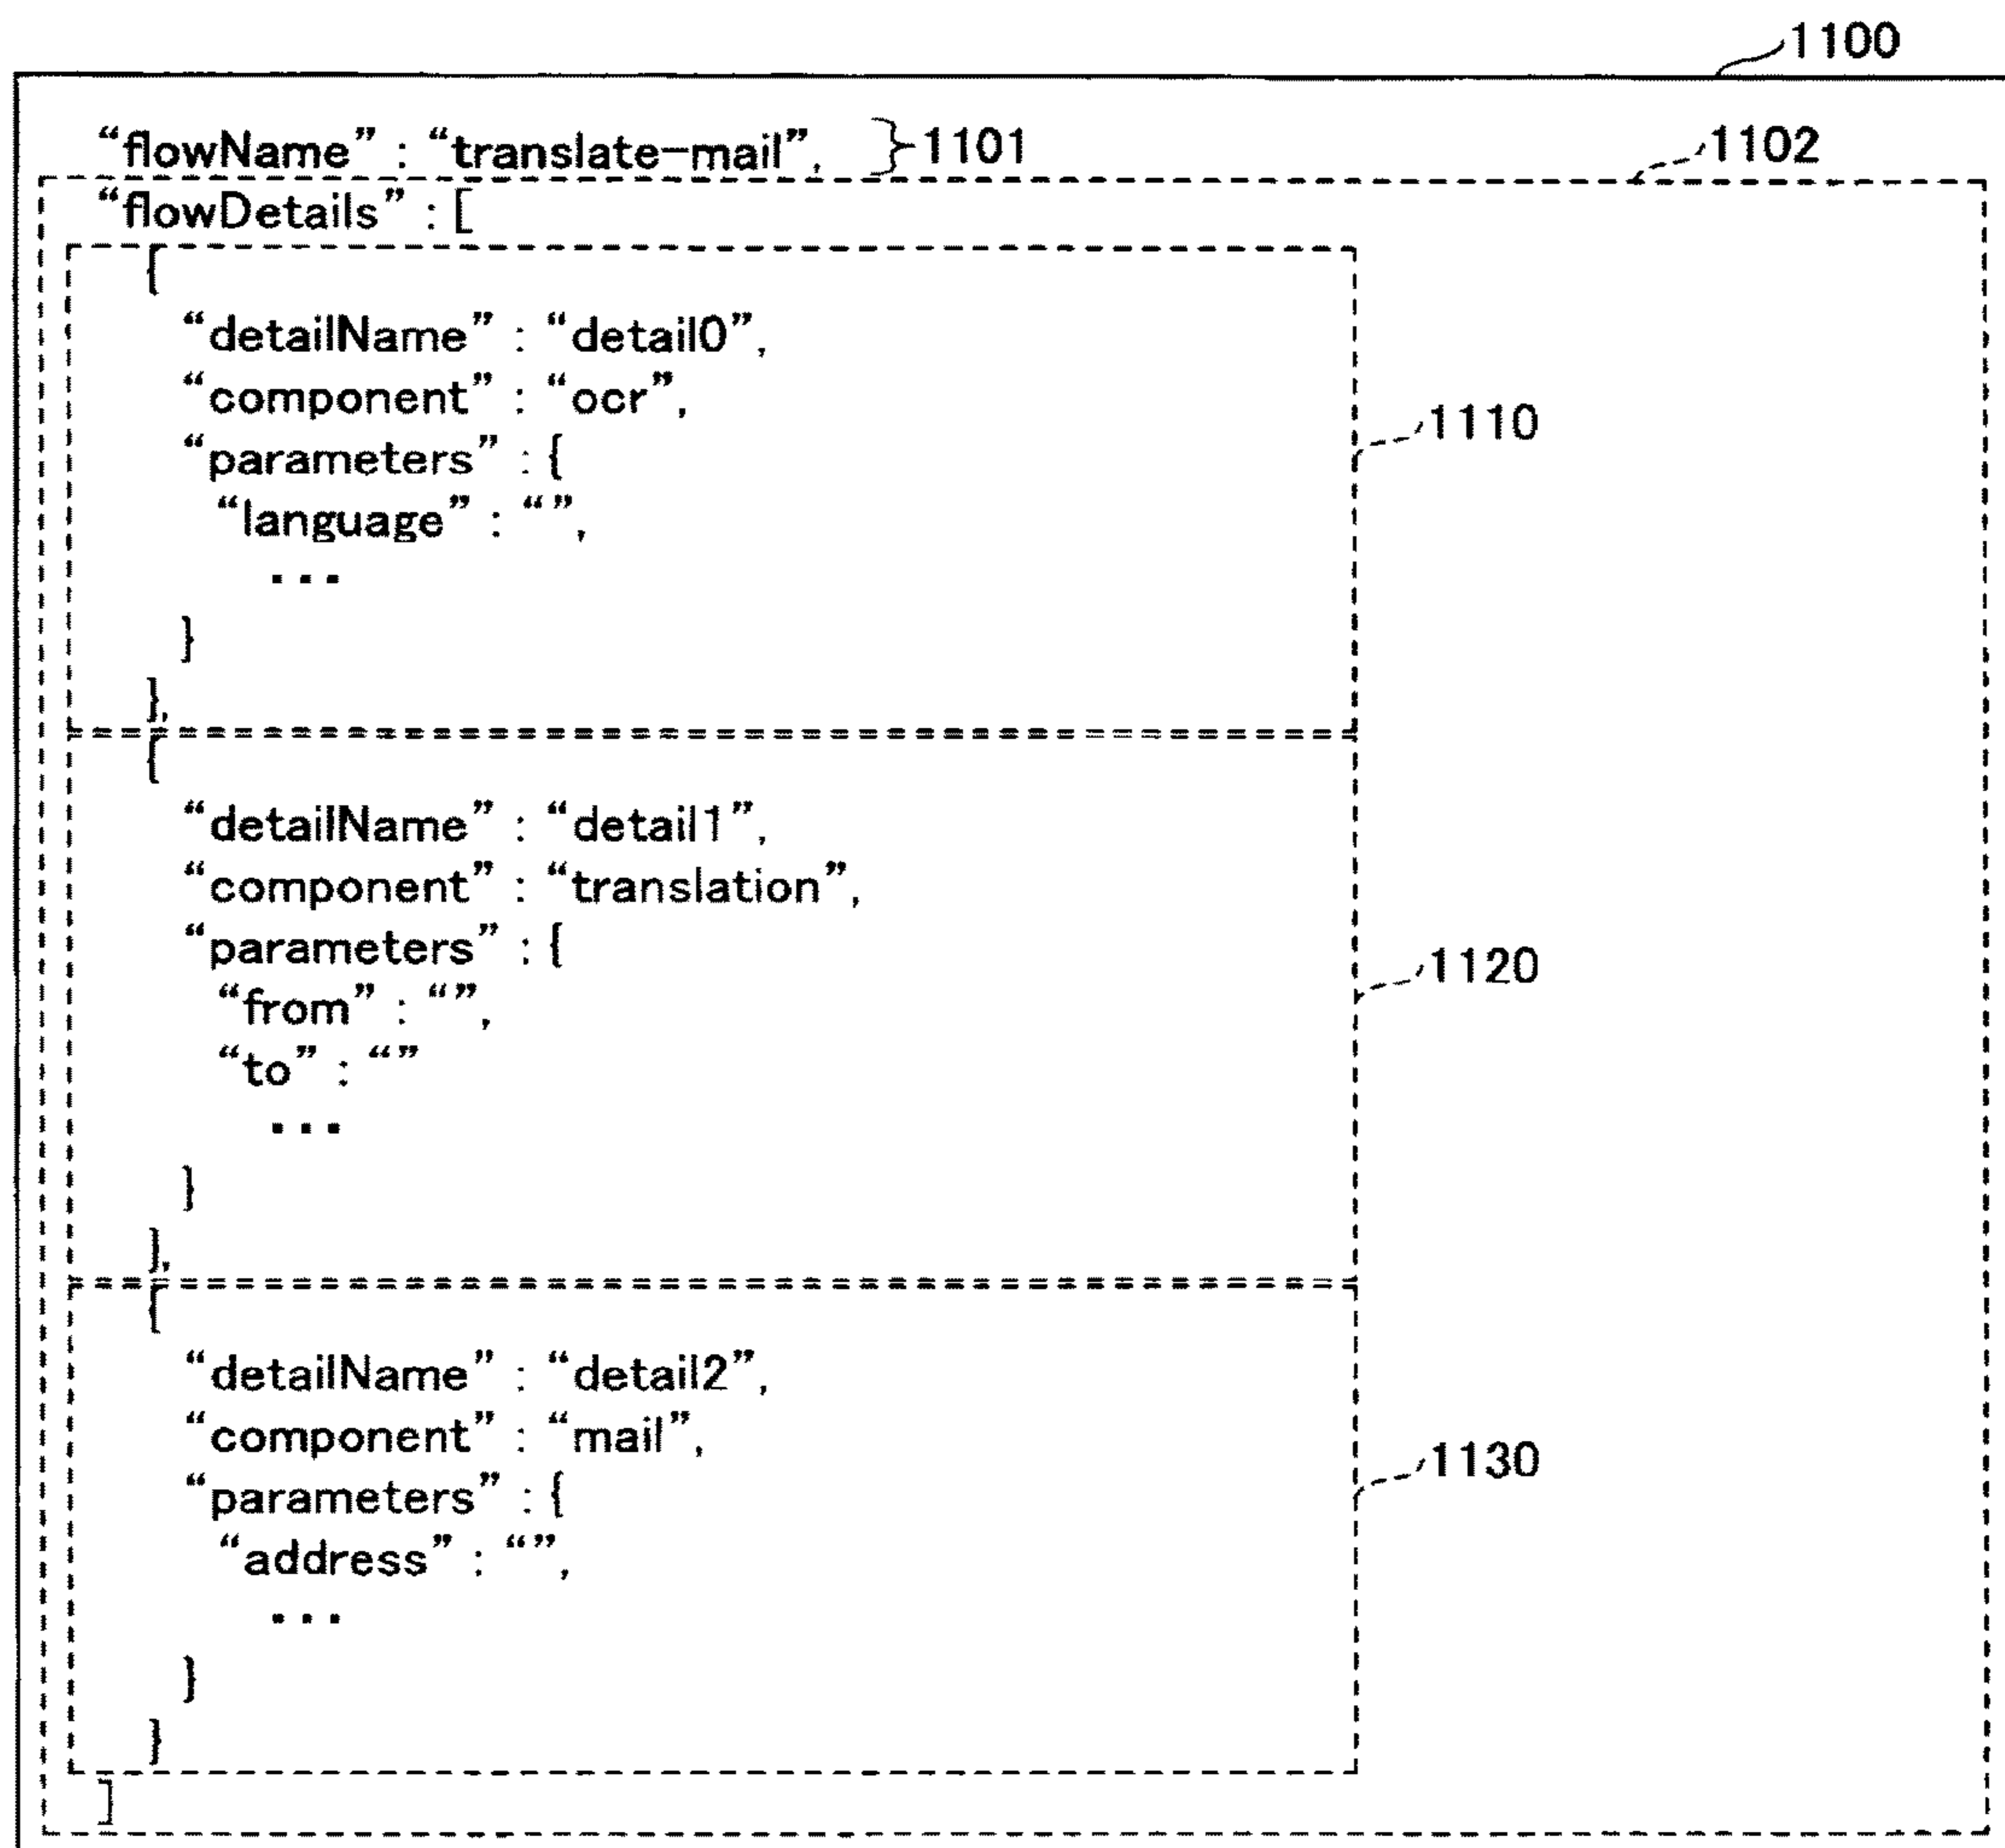 1100
“flowName” : “translate-mail”, }1101
1102
“flowDetails” : [
{
“detailName” : “detail0”,
“component” : “ocr”,
1110
“parameters” : {
“language” : “”,
...
}
},
{
“detailName” : “detail1”,
“component” : “translation”,
“parameters” : {
1120
“from” : “”,
“to” : “”
...
}
},
{
“detailName” : “detail2”,
“component” : “mail”,
1130
“parameters” : {
“address” : “”,
...
}
}
]